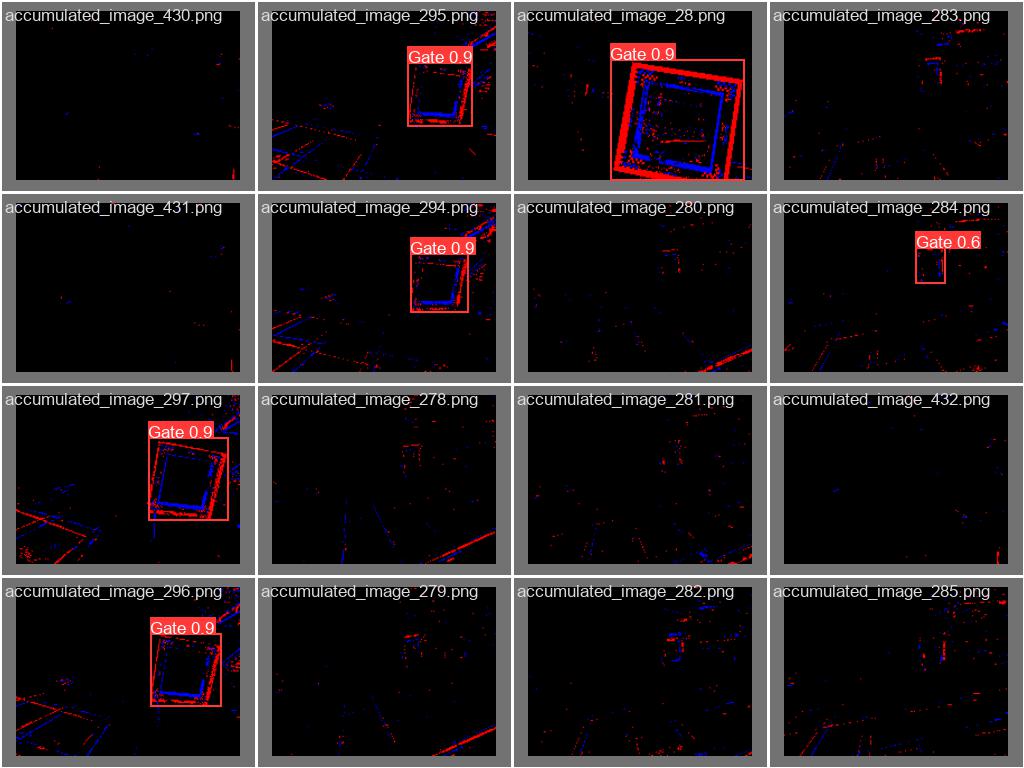 accumulated_image_430.png
accumulated_image_295.png
Gate 0.9
accumulated_image_28.png
Gate 0.9
accumulated_image_283.png
accumulated_image_431.png
accumulated_image_294.png
Gate 0.9
accumulated_image_280.png
accumulated_image_284.png
Gate 0.6
accumulated_image_297.png
Gate 0.9
accumulated_image_278.png
accumulated_image_281.png
accumulated_image_432.png
accumulated_image_296.png
Gate 0.9
accumulated_image_279.png
accumulated_image_282.png
accumulated_image_285.png